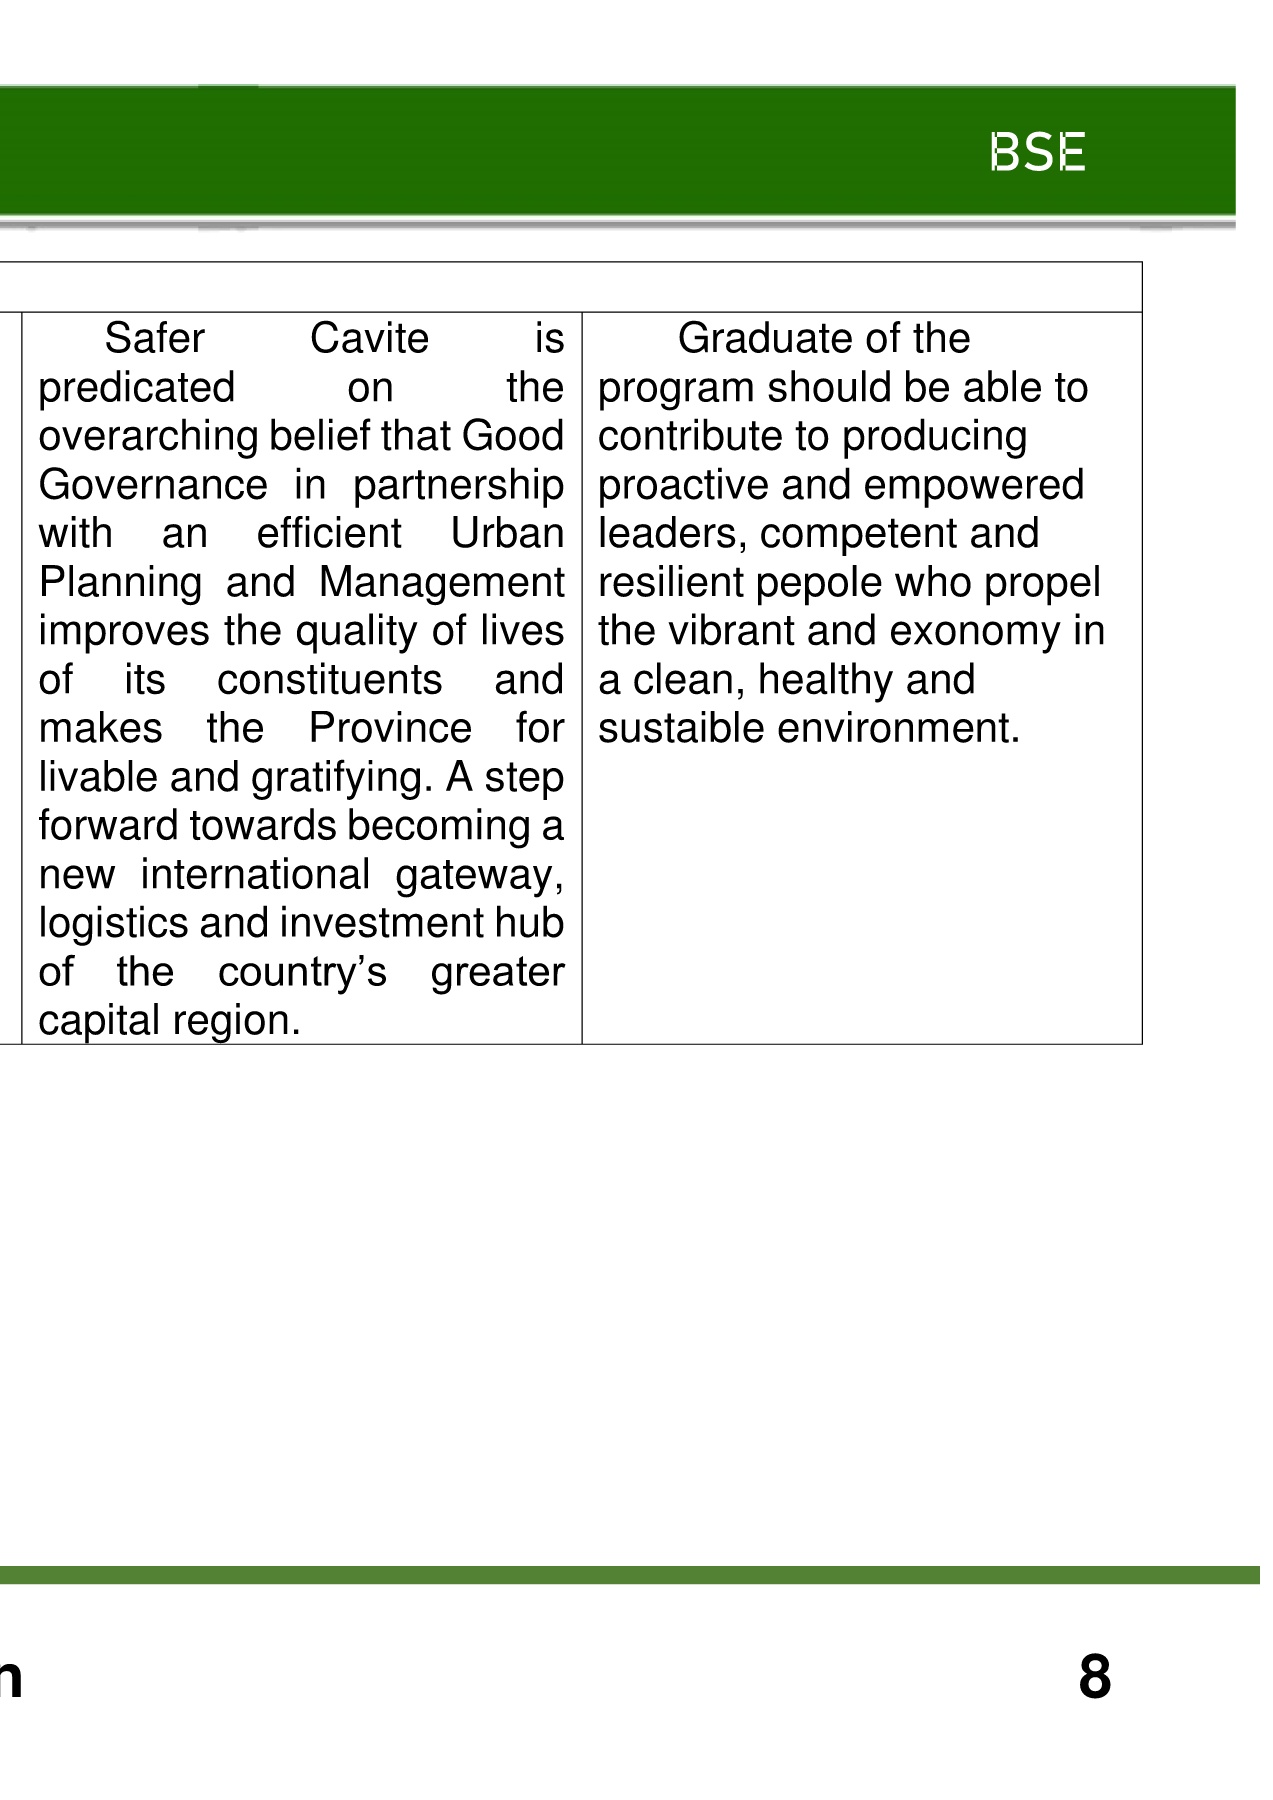 BSE
Safer Cavite is
predicated on the
overarching belief that Good
Governance in partnership
with an efficient Urban
Planning and Management
improves the quality of lives
of its constituents and
makes the Province for
livable and gratifying. A step
forward towards becoming a
new international gateway,
logistics and investment hub
of the country’s greater
capital region.
Graduate of the
program should be able to
contribute to producing
proactive and empowered
leaders, competent and
resilient pepole who propel
the vibrant and exonomy in
a clean, healthy and
sustaible environment.
n
8